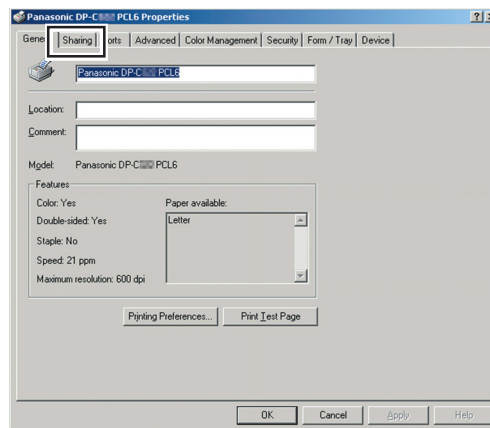 Panasonic DP-C PCL6 Properties
Sharing Advanced Color Management Security Form / Tray Device
Panasonic DP-C PCL6
Location:
Comment:
Model: Panasonic DP-C PCL6
Features
Color: Yes Paper available:
Double-sided: Yes Letter
Staple: No
Speed: 21 ppm
Maximum resolution: 600 dpi
Printing Preferences... Print Test Page
OK Cancel Apply Help